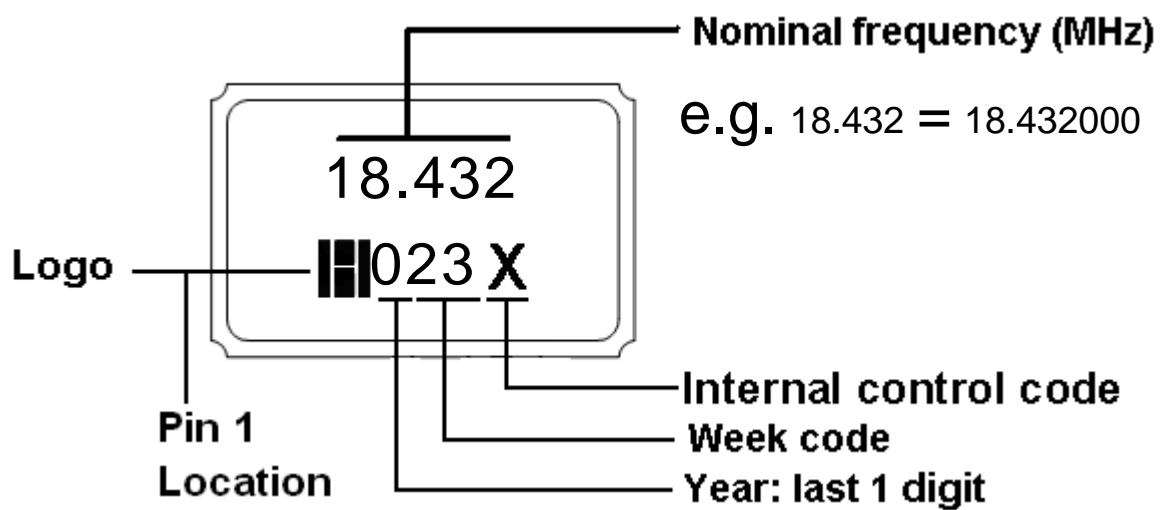 Nominal frequency (MHz)
e.g. 18.432 = 18.432000
18.432
Logo
023 X
Internal control code
Pin 1
Location
Week code
Year: last 1 digit